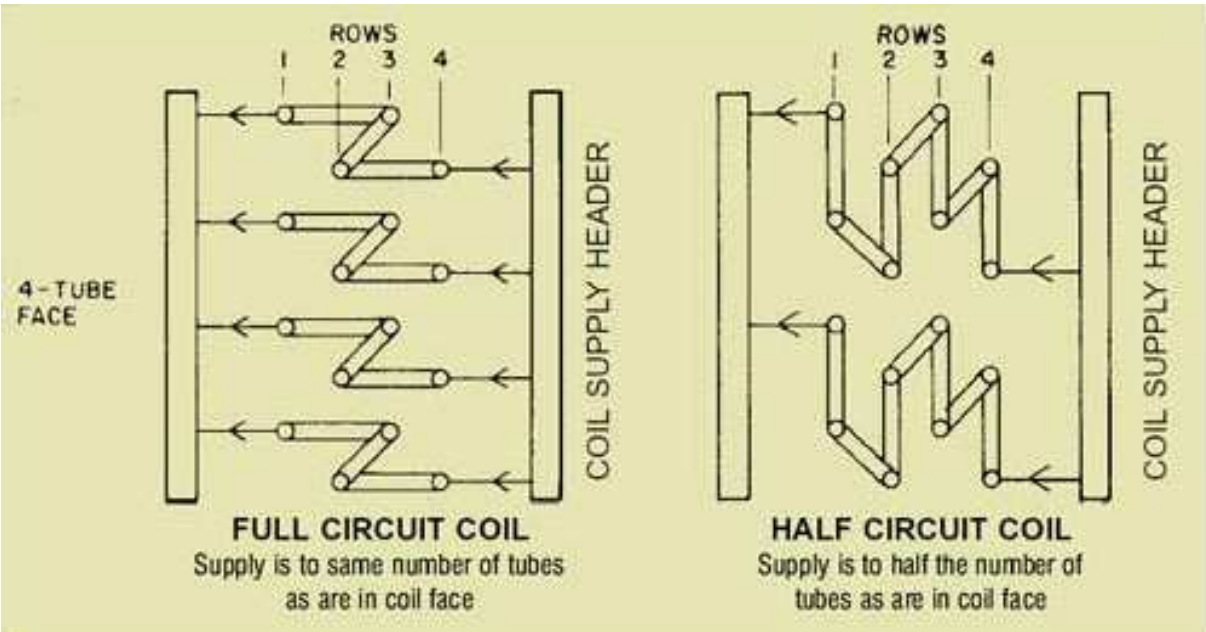 ROWS
1 2 3 4
4-TUBE
FACE
COIL SUPPLY HEADER
FULL CIRCUIT COIL
Supply is to same number of tubes
as are in coil face
ROWS
1 2 3 4
COIL SUPPLY HEADER
HALF CIRCUIT COIL
Supply is to half the number of
tubes as are in coil face